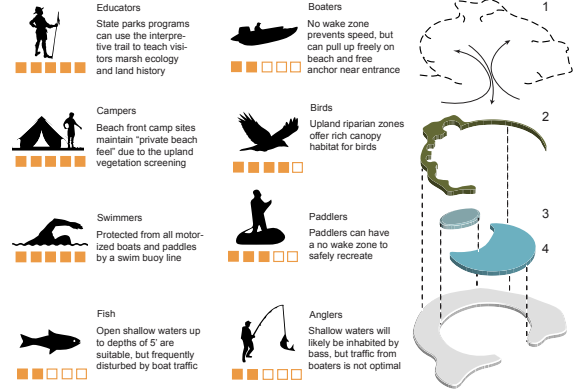 Educators
State parks programs
can use the interpre-
tive trail to teach visi-
tors marsh ecology
and land history
Boaters
No wake zone
prevents speed, but
can pull up freely on
beach and free
anchor near entrance
Campers
Beach front camp sites
maintain “private beach
feel” due to the upland
vegetation screening
Birds
Upland riparian zones
offer rich canopy
habitat for birds
Swimmers
Protected from all motor-
ized boats and paddles
by a swim buoy line
Paddlers
Paddlers can have
a no wake zone to
safely recreate
Fish
Open shallow waters up
to depths of 5’ are
suitable, but frequently
disturbed by boat traffic
Anglers
Shallow waters will
likely be inhabited by
bass, but traffic from
boaters is not optimal
1
2
3
4